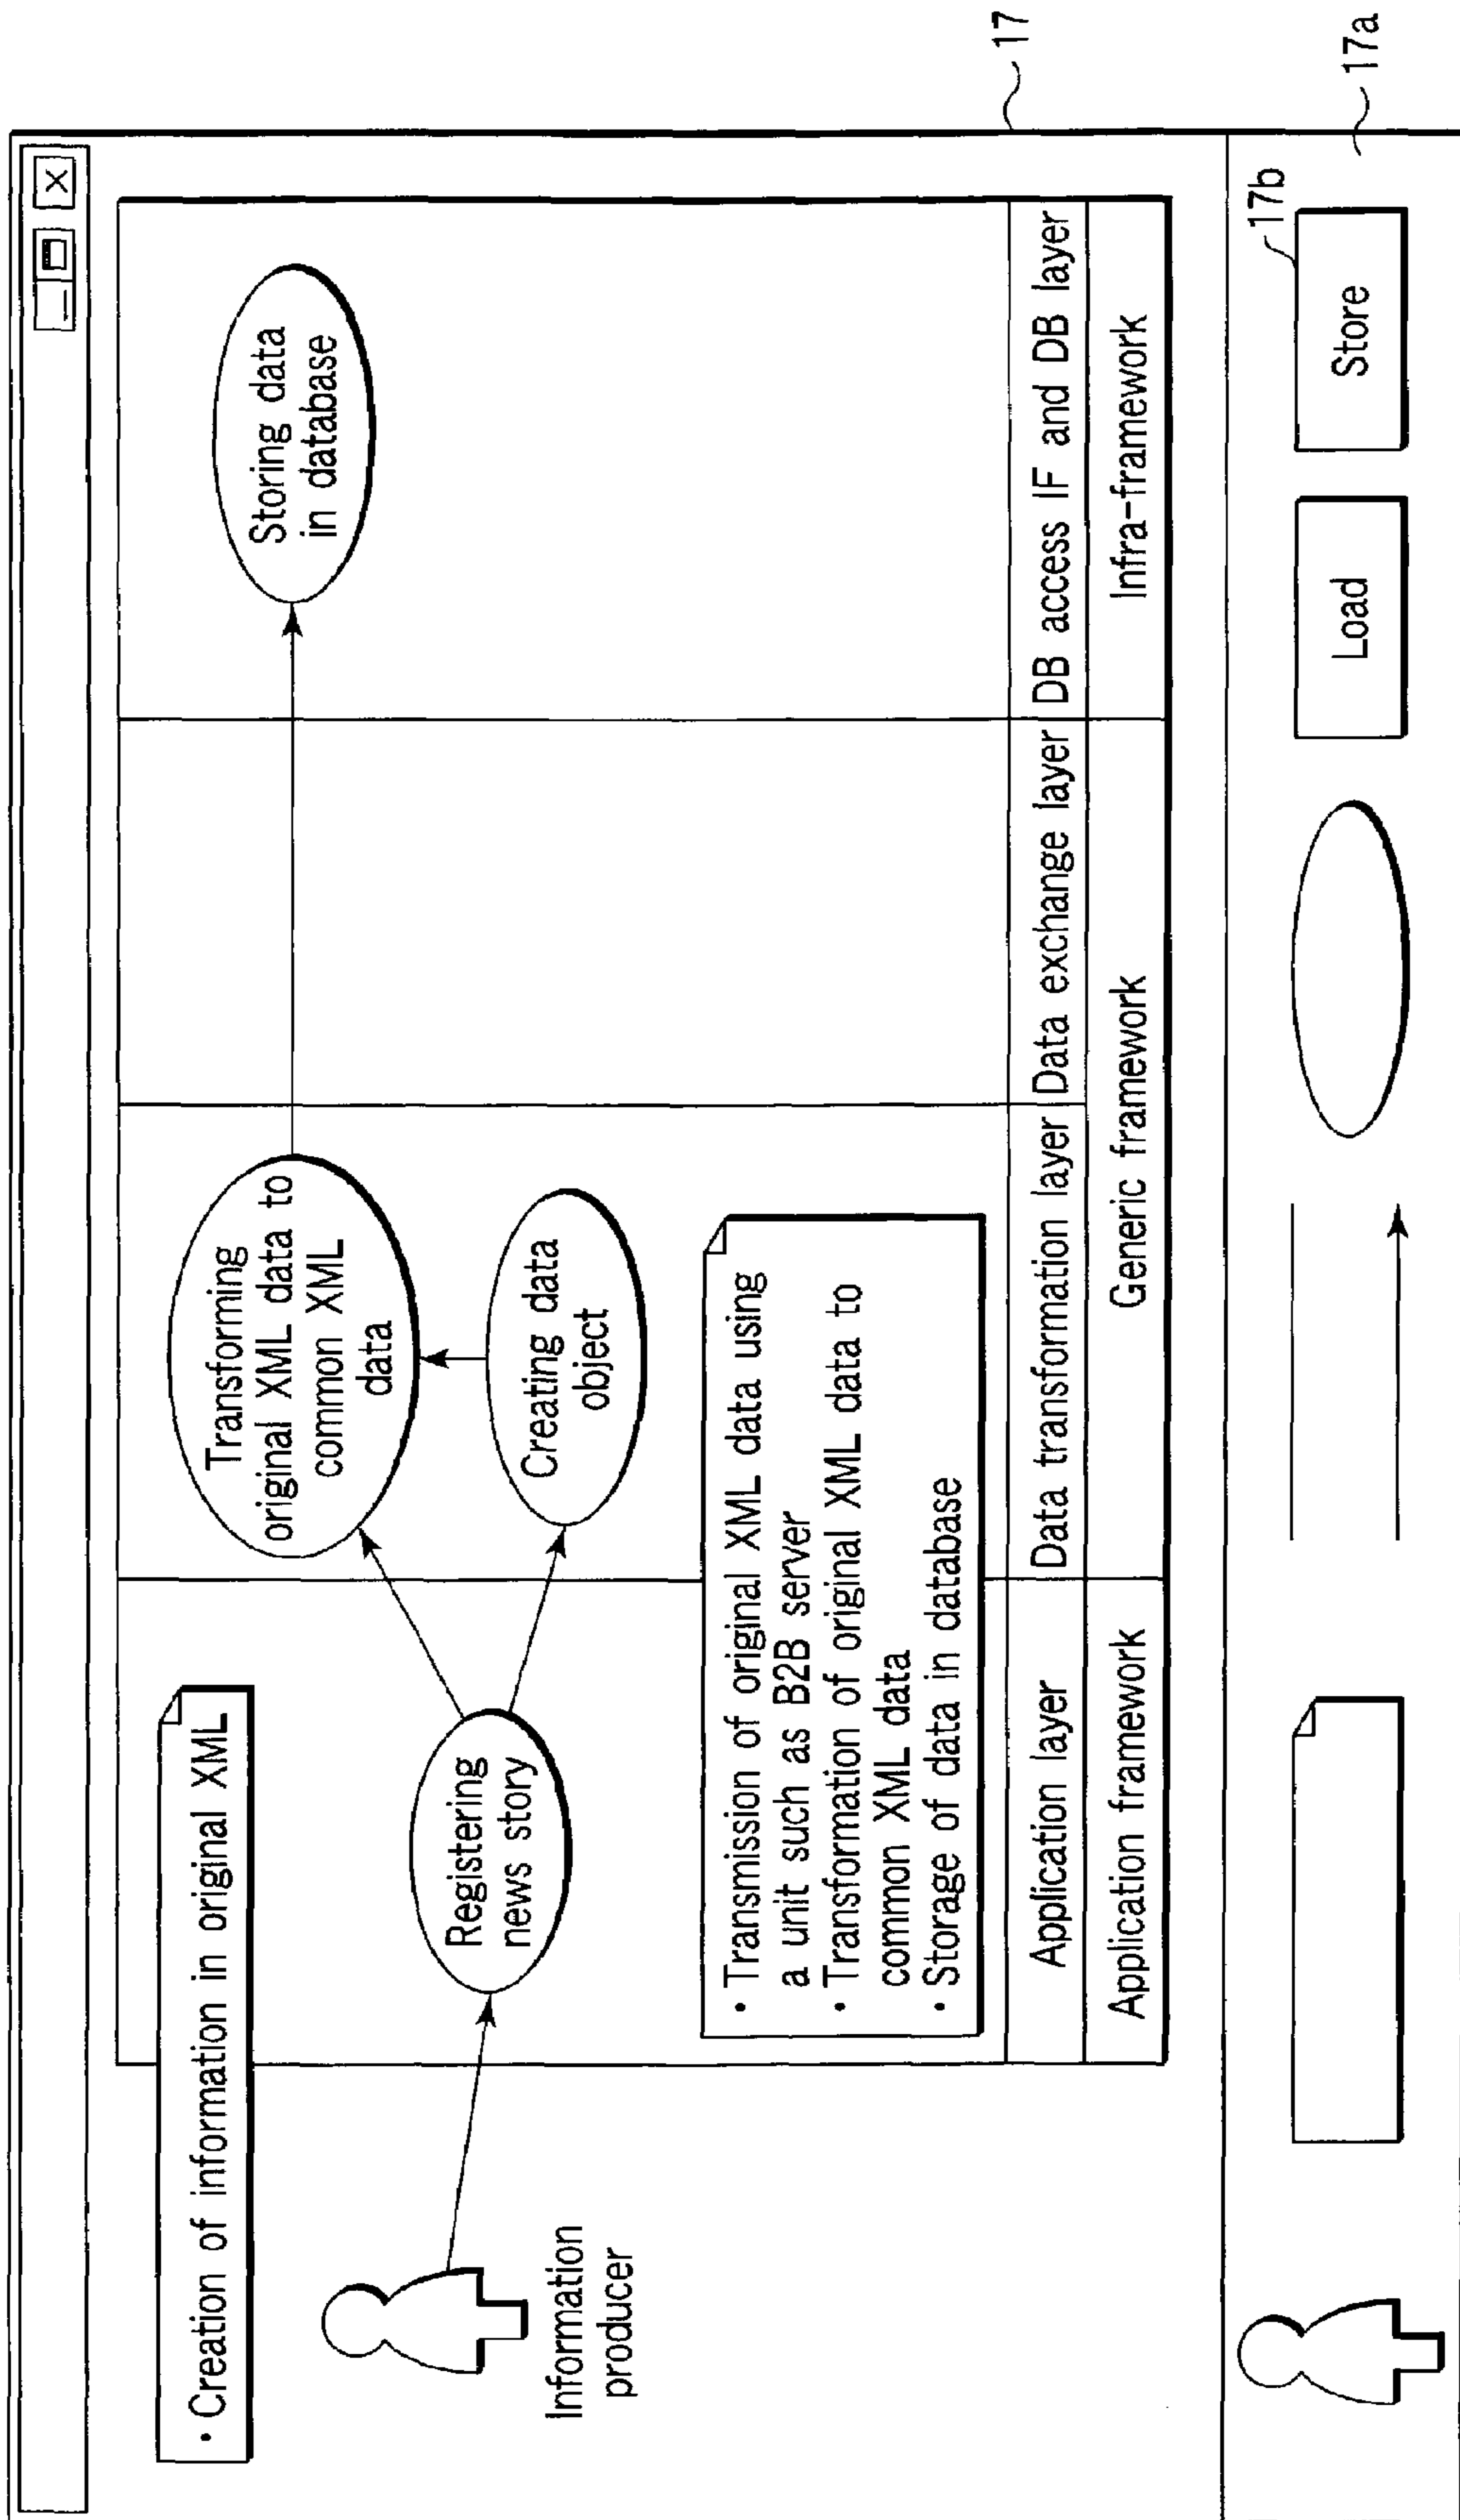 • Creation of information in original XML
Information
producer
Registering
news story
Transforming
original XML data to
common XML
data
Creating data
object
Storing data
in database
• Transmission of original XML data using
a unit such as B2B server
• Transformation of original XML data to
common XML data
• Storage of data in database
Application layer
Data transformation layer
Data exchange layer
DB access IF and DB layer
Application framework
Generic framework
Infra-framework
17
Load
Store
17b
17a